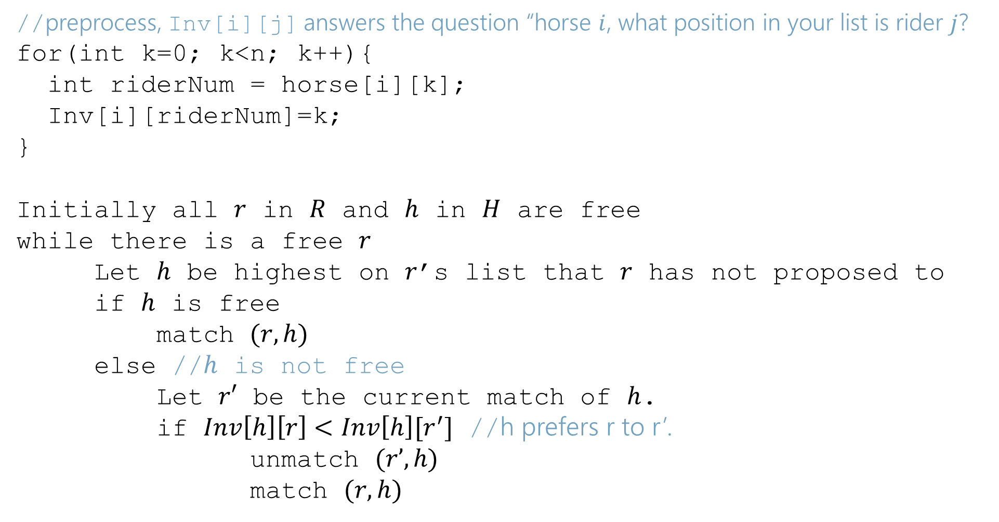 //preprocess, Inv[i][j] answers the question “horse i, what position in your list is rider j?
for(int k=0; k<n; k++){
int riderNum = horse[i][k];
Inv[i][riderNum]=k;
}
Initially all r in R and h in H are free
while there is a free r
Let h be highest on r′s list that r has not proposed to
if h is free
match (r,h)
else //h is not free
Let r′ be the current match of h.
if Inv[h][r] < Inv[h][r′] //h prefers r to r’.
unmatch (r’,h)
match (r,h)